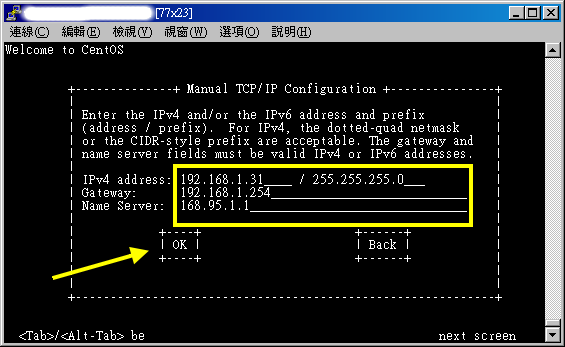 [77x23]
連線(C) 編輯(E) 檢視(V) 視窗(W) 選項(O) 說明(H)
Welcome to CentOS
Manual TCP/IP Configuration
Enter the IPv4 and/or the IPv6 address and prefix
(address / prefix).  For IPv4, the dotted-quad netmask
or the CIDR-style prefix are acceptable. The gateway and
name server fields must be valid IPv4 or IPv6 addresses.
IPv4 address: 192.168.1.31____ / 255.255.255.0___
Gateway: 192.168.1.254
Name Server: 168.95.1.1
OK Back
<Tab>/<Alt-Tab> be next screen